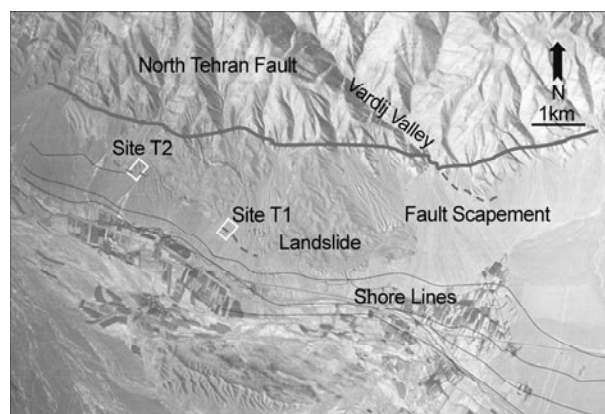 North Tehran Fault
Vardij Valley
N
1km
Site T2
Site T1
Fault Scapement
Landslide
Shore Lines